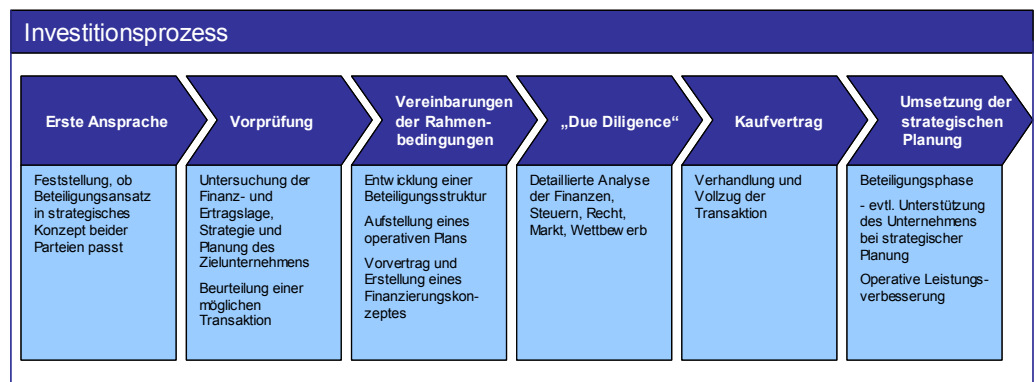 Investitionsprozess
Erste Ansprache
Vorprüfung
Vereinbarungen
der Rahmen-
bedingungen
„Due Diligence“
Kaufvertrag
Umsetzung der
strategischen
Planung
Feststellung, ob
Beteiligungsansatz
in strategisches
Konzept beider
Parteien passt
Untersuchung der
Finanz- und
Ertragslage,
Strategie und
Planung des
Zielunternehmens
Beurteilung einer
möglichen
Transaktion
Entwicklung einer
Beteiligungsstruktur
Aufstellung eines
operativen Plans
Vorvertrag und
Erstellung eines
Finanzierungskon-
zeptes
Detaillierte Analyse
der Finanzen,
Steuern, Recht,
Markt, Wettbewerb
Verhandlung und
Vollzug der
Transaktion
Beteiligungsphase
- evtl. Unterstützung
des Unternehmens
bei strategischer
Planung
Operative Leistungs-
verbesserung